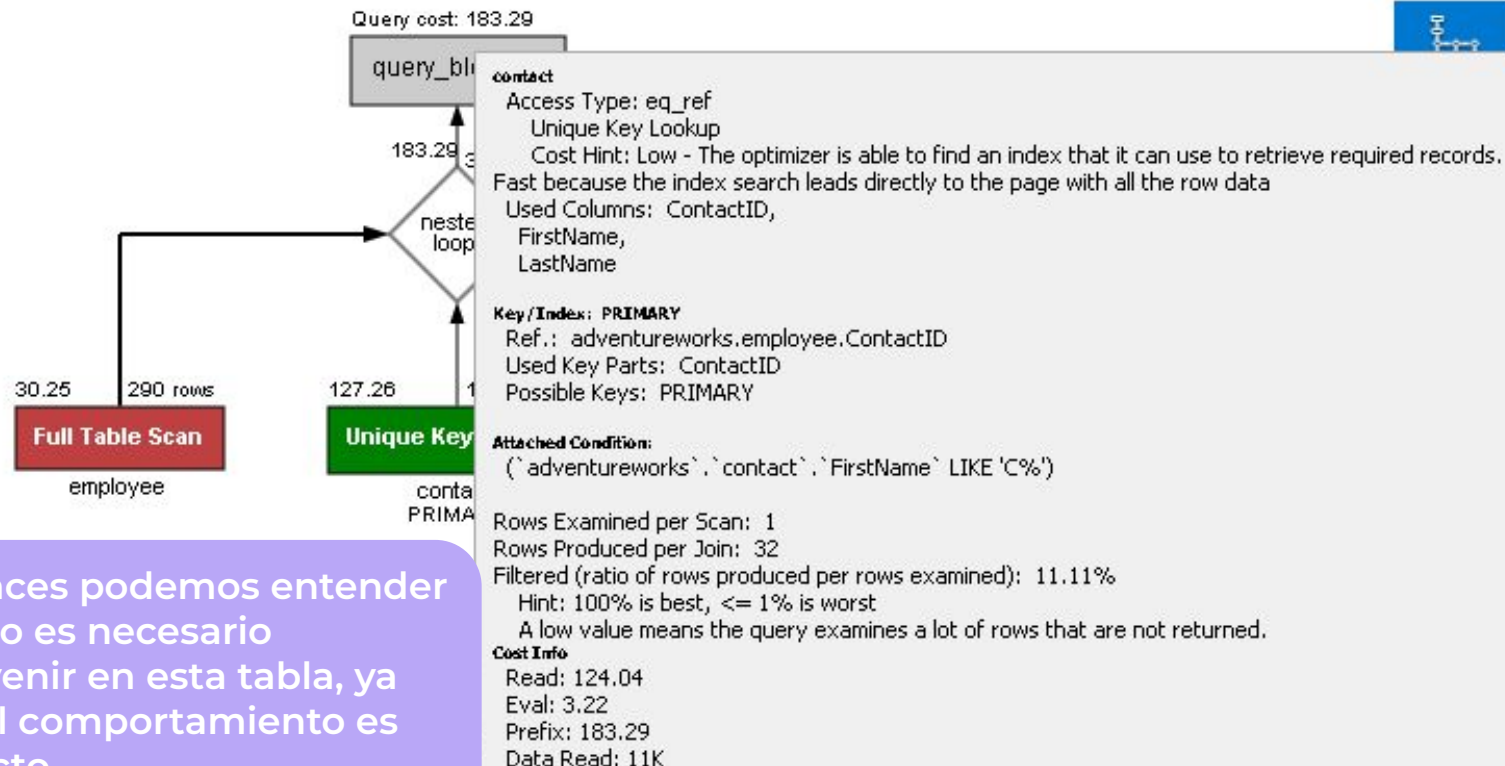 Query cost: 183.29
contact
Access Type: eq_ref
Unique Key Lookup
Cost Hint: Low - The optimizer is able to find an index that it can use to retrieve required records.
Fast because the index search leads directly to the page with all the row data
Used Columns: ContactID,
FirstName,
LastName
183.29
Key/Index: PRIMARY
Ref.: adventureworks.employee.ContactID
Used Key Parts: ContactID
Possible Keys: PRIMARY
30.25 290 rows
127.26
Full Table Scan
Unique Key
employee
Attached Condition:
(`adventureworks`.`contact`.`FirstName` LIKE 'C%')
Rows Examined per Scan: 1
Rows Produced per Join: 32
Filtered (ratio of rows produced per rows examined): 11.11%
Hint: 100% is best, <= 1% is worst
A low value means the query examines a lot of rows that are not returned.
Cost Info
Read: 124.04
Eval: 3.22
Prefix: 183.29
Data Read: 11K
podemos entender
es necesario
en esta tabla, ya
comportamiento es